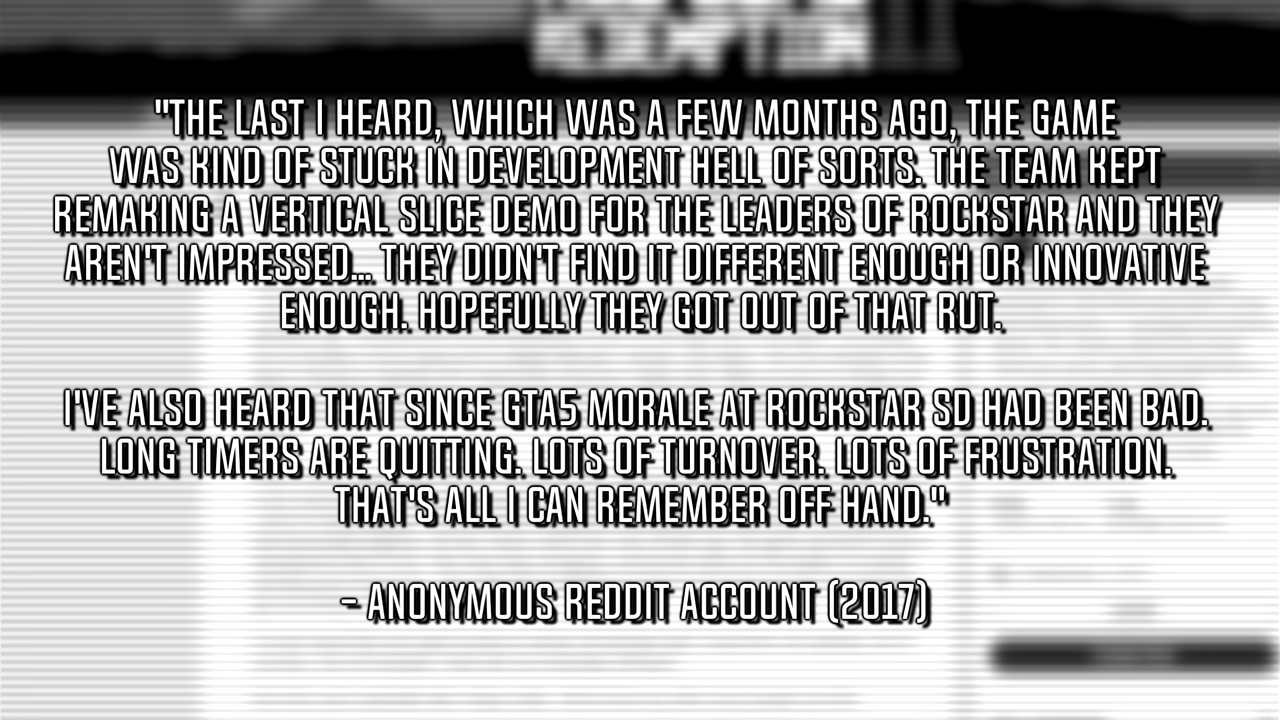 REDEMPTION
"THE LAST I HEARD, WHICH WAS A FEW MONTHS AGO, THE GAME
WAS KIND OF STUCK IN DEVELOPMENT HELL OF SORTS. THE TEAM KEPT
REMAKING A VERTICAL SLICE DEMO FOR THE LEADERS OF ROCKSTAR AND THEY
AREN'T IMPRESSED... THEY DIDN'T FIND IT DIFFERENT ENOUGH OR INNOVATIVE
ENOUGH. HOPEFULLY THEY GOT OUT OF THAT RUT.
I'VE ALSO HEARD THAT SINCE GTA5 MORALE AT ROCKSTAR SD HAD BEEN BAD.
LONG TIMERS ARE QUITTING. LOTS OF TURNOVER. LOTS OF FRUSTRATION.
THAT'S ALL I CAN REMEMBER OFF HAND."
- ANONYMOUS REDDIT ACCOUNT (2017)